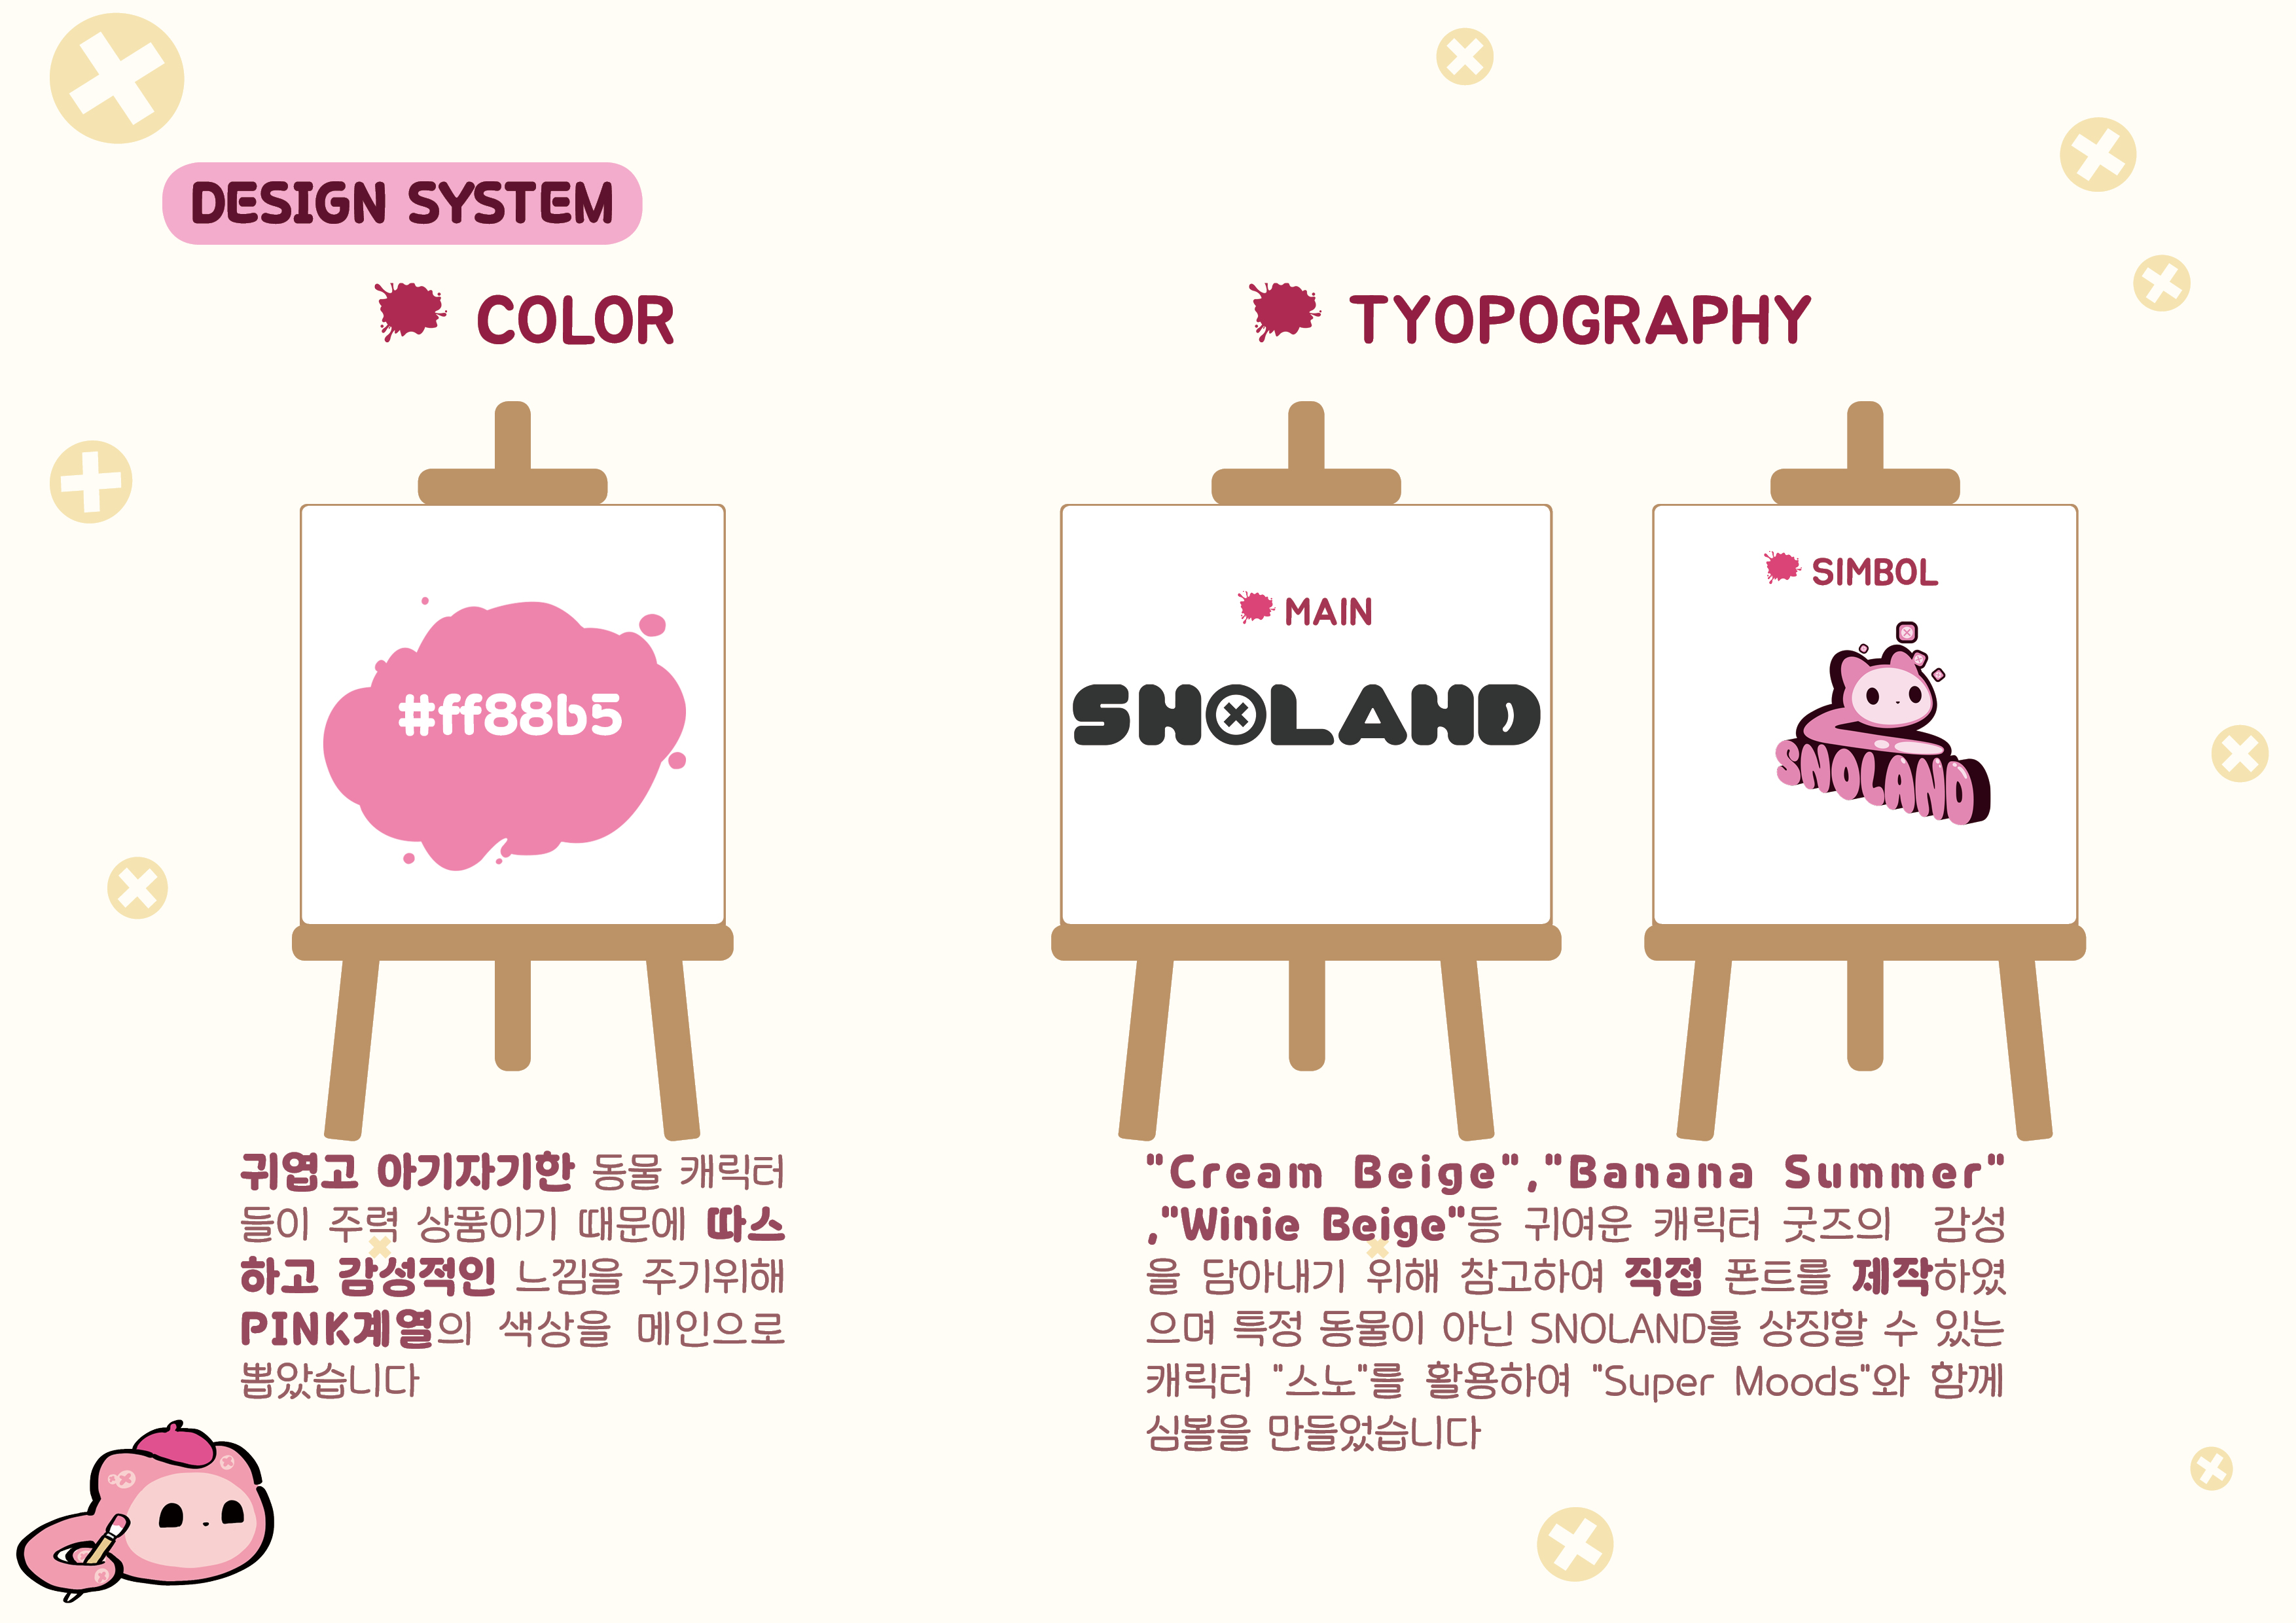 DESIGN SYSTEM
COLOR
#ff88b5
귀엽고 아기자기한 동물 캐릭터
들이 주력 상품이기 때문에 따스
하고 감성적인 느낌을 주기위해
PINK계열의 색상을 메인으로
뽑았습니다
TYOPOGRAPHY
MAIN
SNOLAND
SIMBOL
SNOLAND
"Cream Beige","Banana Summer"
,"Winie Beige"등 귀여운 캐릭터 굿즈의 감성
을 담아내기 위해 참고하여 직접 폰트를 제작하였
으며 특정 동물이 아닌 SNOLAND를 상징할 수 있는
캐릭터 "스노"를 활용하여 "Super Moods"와 함께
심볼을 만들었습니다